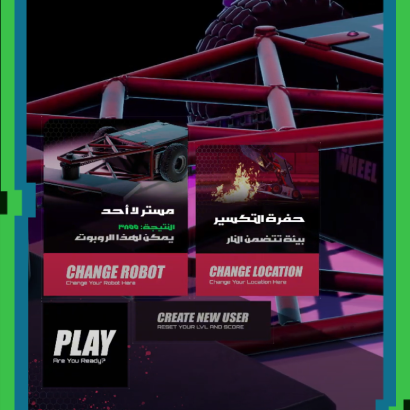 WHEEL
مستر لا أحد
النتيجة: ٣٨٩٩
يمكن لهذا الروبوت
CHANGE ROBOT
Change Your Robot Here
حفرة التكسير
بيئة تتضمن النار
CHANGE LOCATION
Change Your Location Here
PLAY
Are You Ready?
CREATE NEW USER
RESET YOUR LVL AND SCORE